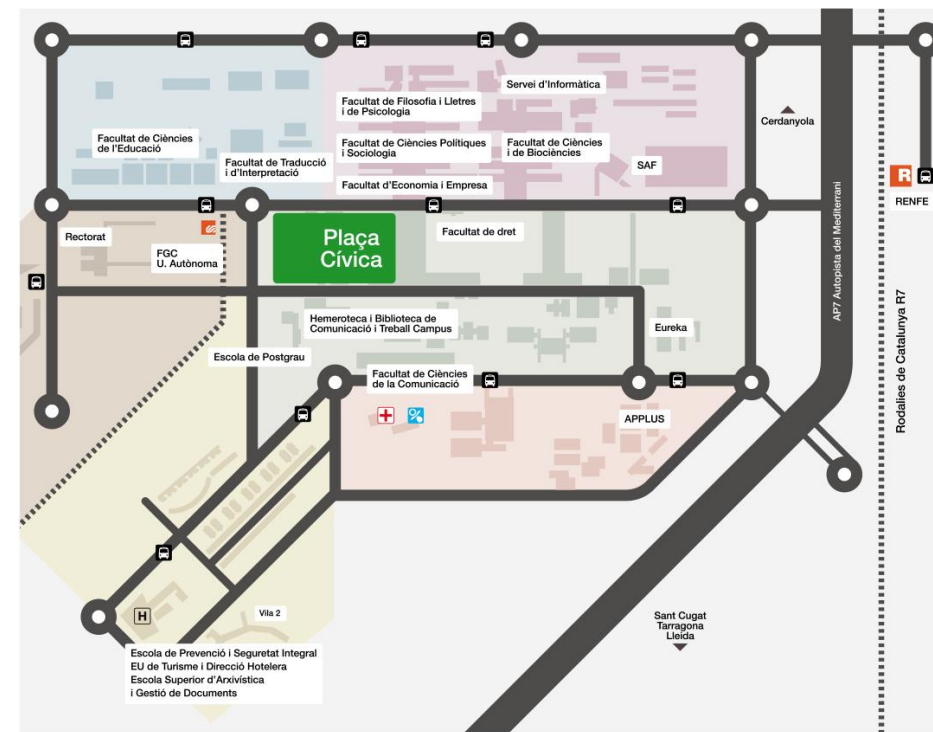 Servei d'Informàtica
Facultat de Filosofia i Lletres
i de Psicologia
Cerdanyola
Facultat de Ciències
de l'Educació
Facultat de Ciències Polítiques
i Sociologia
Facultat de Ciències
i de Biociències
Facultat de Traducció
i d'Interpretació
SAF
Facultat d'Economia i Empresa
R
RENFE
Rectorat
FGC
U. Autònoma
Plaça
Cívica
Facultat de dret
AP7 Autopista del Mediterrani
Rodalies de Catalunya R7
Hemeroteca i Biblioteca de
Comunicació i Treball Campus
Eureka
Escola de Postgrau
Facultat de Ciències
de la Comunicació
APPLUS
H
Vila 2
Sant Cugat
Tarragona
Lleida
Escola de Prevenció i Seguretat Integral
EU de Turisme i Direcció Hotelera
Escola Superior d'Arxivística
i Gestió de Documents